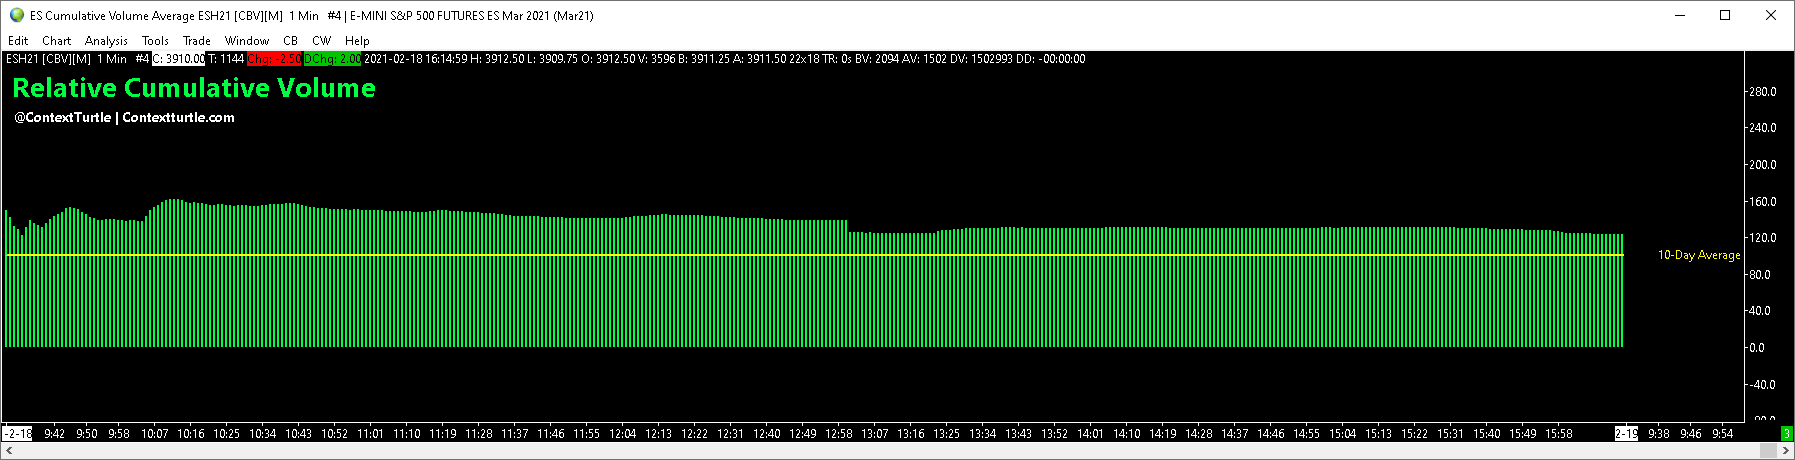 ES Cumulative Volume Average ESH21 [CBV][M] 1 Min #4 | E-MINI S&P 500 FUTURES ES Mar 2021 (Mar21)
Edit Chart Analysis Tools Trade Window CB CW Help
ESH21 [CBV][M] 1 Min #4 C: 3910.00 T: 1144 Chg: -2.50 DChg: 2.00 2021-02-18 16:14:59 H: 3912.50 L: 3909.75 O: 3912.50 V: 3596 B: 3911.25 A: 3911.50 22x18 TR: 0s BV: 2094 AV: 1502 DV: 1502993 DD: -00:00:00
Relative Cumulative Volume
@ContextTurtle | Contextturtle.com
280.0
240.0
200.0
160.0
120.0
10-Day Average
80.0
40.0
0.0
-40.0
-2-18 9:42 9:50 9:58 10:07 10:16 10:25 10:34 10:43 10:52 11:01 11:10 11:19 11:28 11:37 11:46 11:55 12:04 12:13 12:22 12:31 12:40 12:49 12:58 13:07 13:16 13:25 13:34 13:43 13:52 14:01 14:10 14:19 14:28 14:37 14:46 14:55 15:04 15:13 15:22 15:31 15:40 15:49 15:58 2-19 9:38 9:46 9:54 3